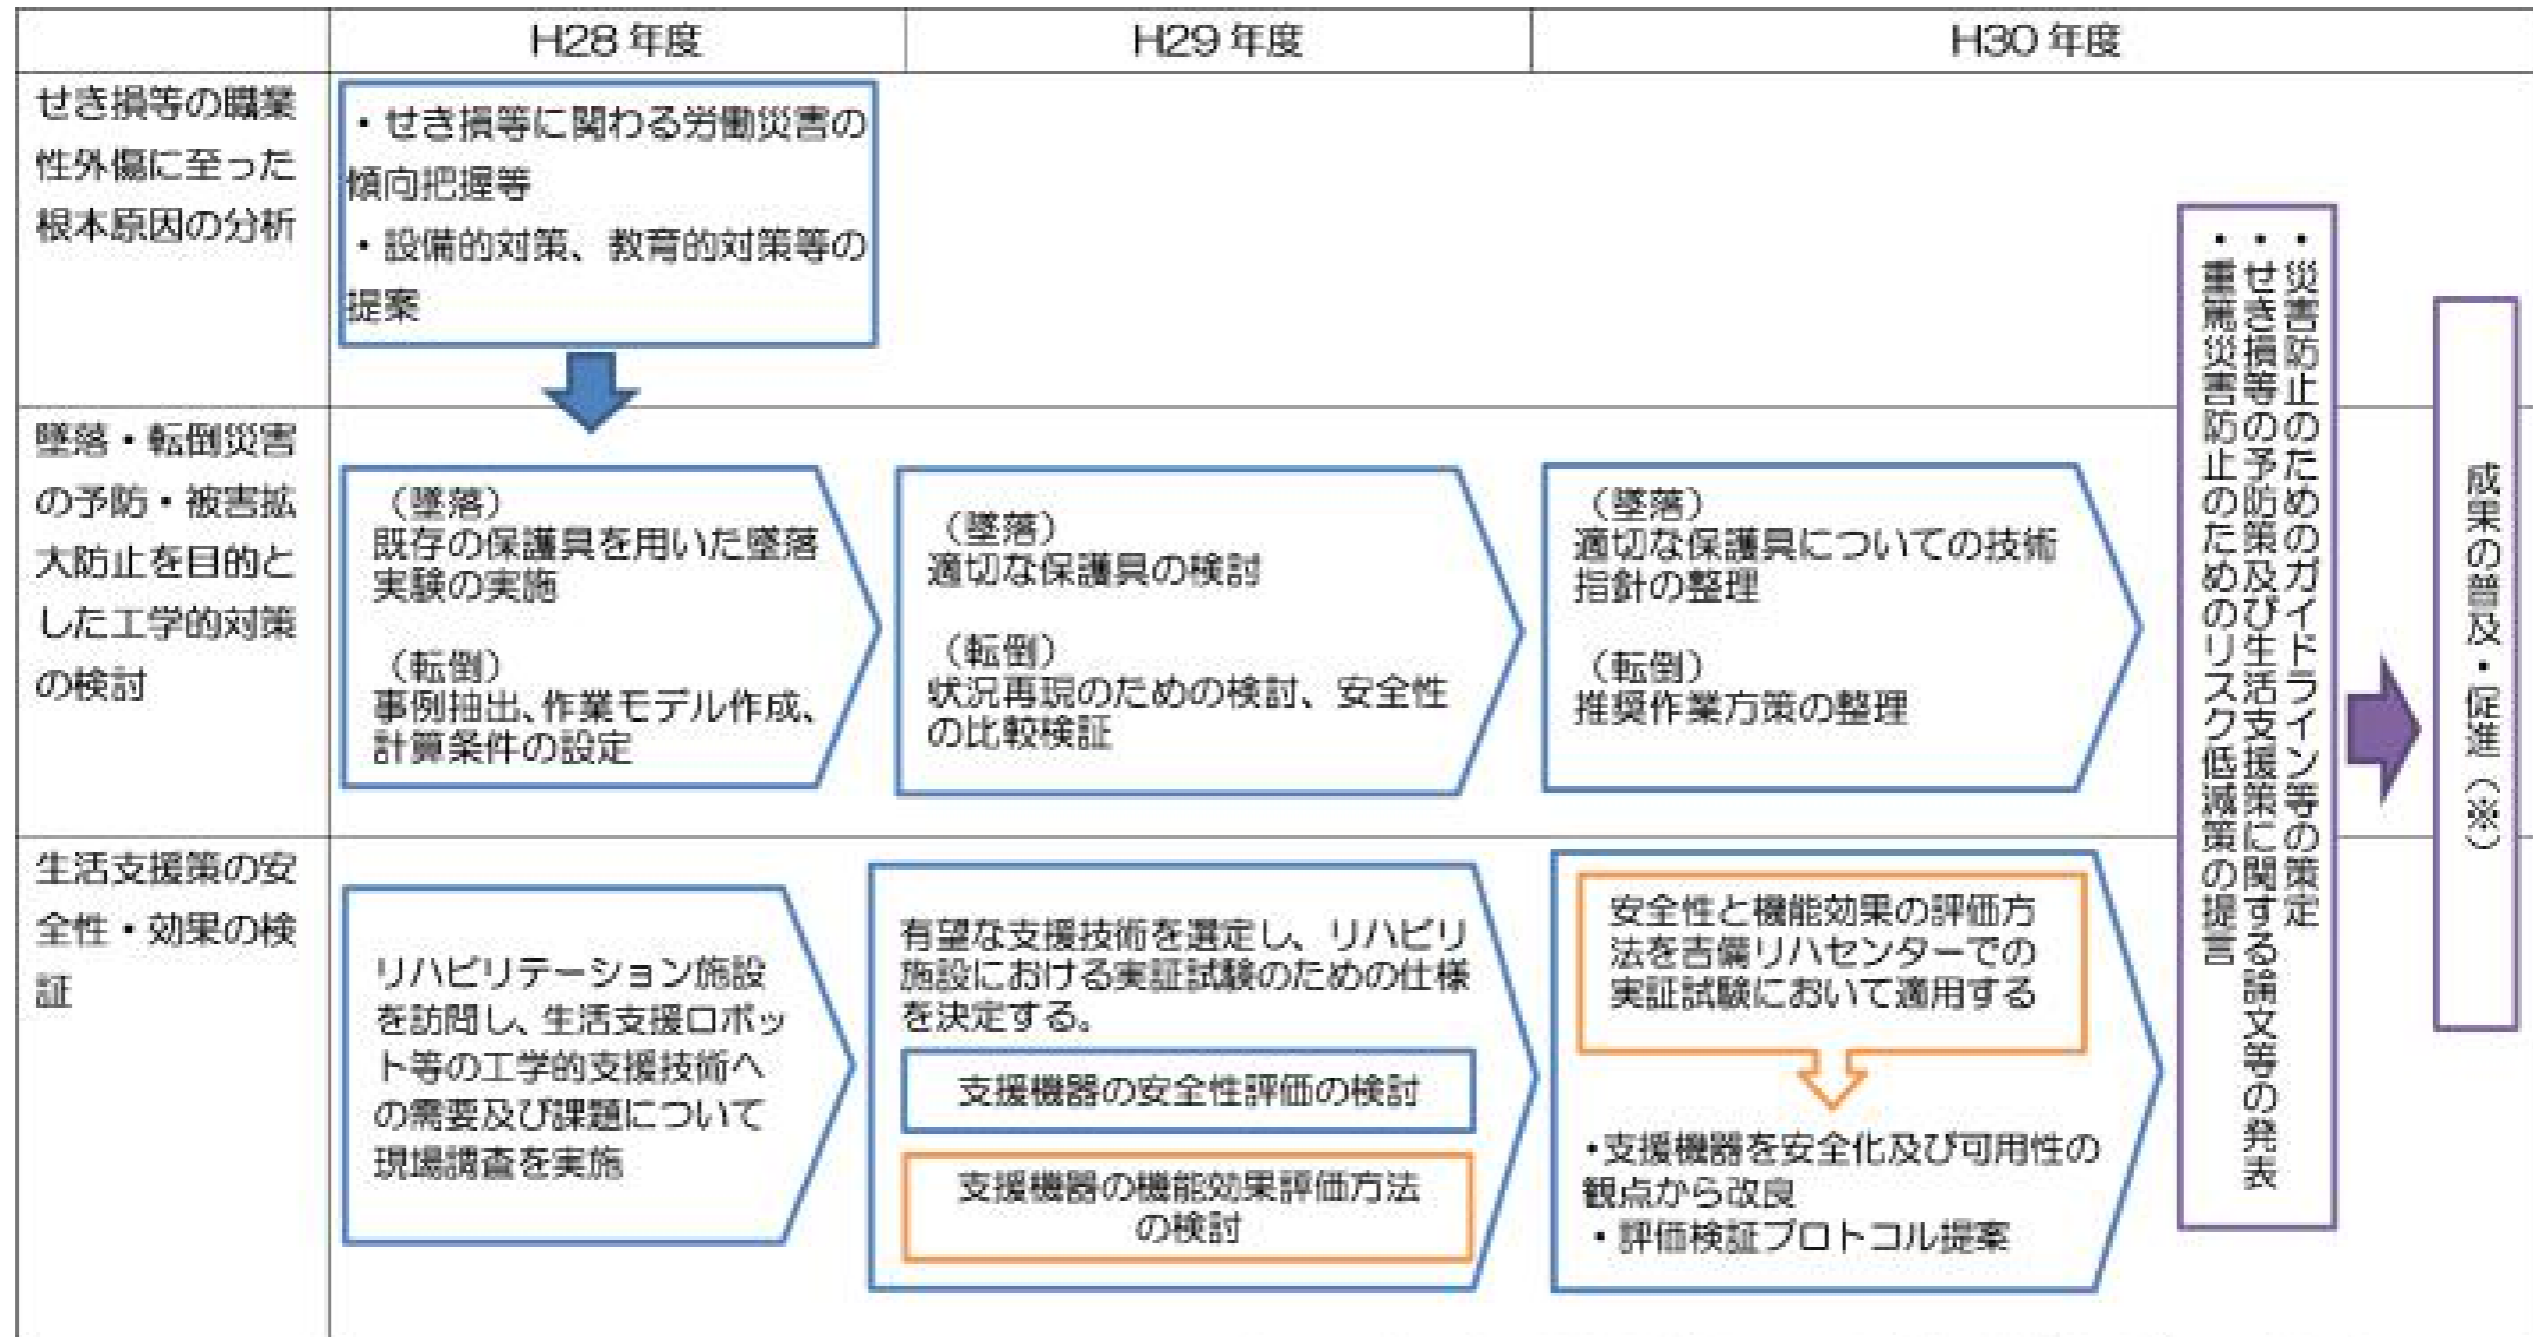 H28 年度
H29 年度
H30 年度
せき損等の職業
性外傷に至った
根本原因の分析
・せき損等に関わる労働災害の
傾向把握等
・設備的対策、教育的対策等の
提案
墜落・転倒災害
の予防・被害拡
大防止を目的と
した工学的対策
の検討
（墜落）
既存の保護具を用いた墜落
実験の実施
（転倒）
事例抽出、作業モデル作成、
計算条件の設定
（墜落）
適切な保護具の検討
（転倒）
状況再現のための検討、安全性
の比較検証
（墜落）
適切な保護具についての技術
指針の整理
（転倒）
推奨作業方策の整理
生活支援策の安
全性・効果の検
証
リハビリテーション施設
を訪問し、生活支援ロボッ
ト等の工学的支援技術へ
の需要及び課題について
現場調査を実施
有望な支援技術を選定し、リハビリ
施設における実証試験のための仕様
を決定する。
支援機器の安全性評価の検討
支援機器の機能効果評価方法
の検討
安全性と機能効果の評価方
法を吉備リハセンターでの
実証試験において適用する
・支援機器を安全化及び可用性の
観点から改良
・評価検証プロトコル提案
・災害防止のためのガイドライン等の策定
・せき損等の予防策及び生活支援策に関する論文等の発表
・重篤災害防止のためのリスク低減策の提言
成果の普及・促進（※）